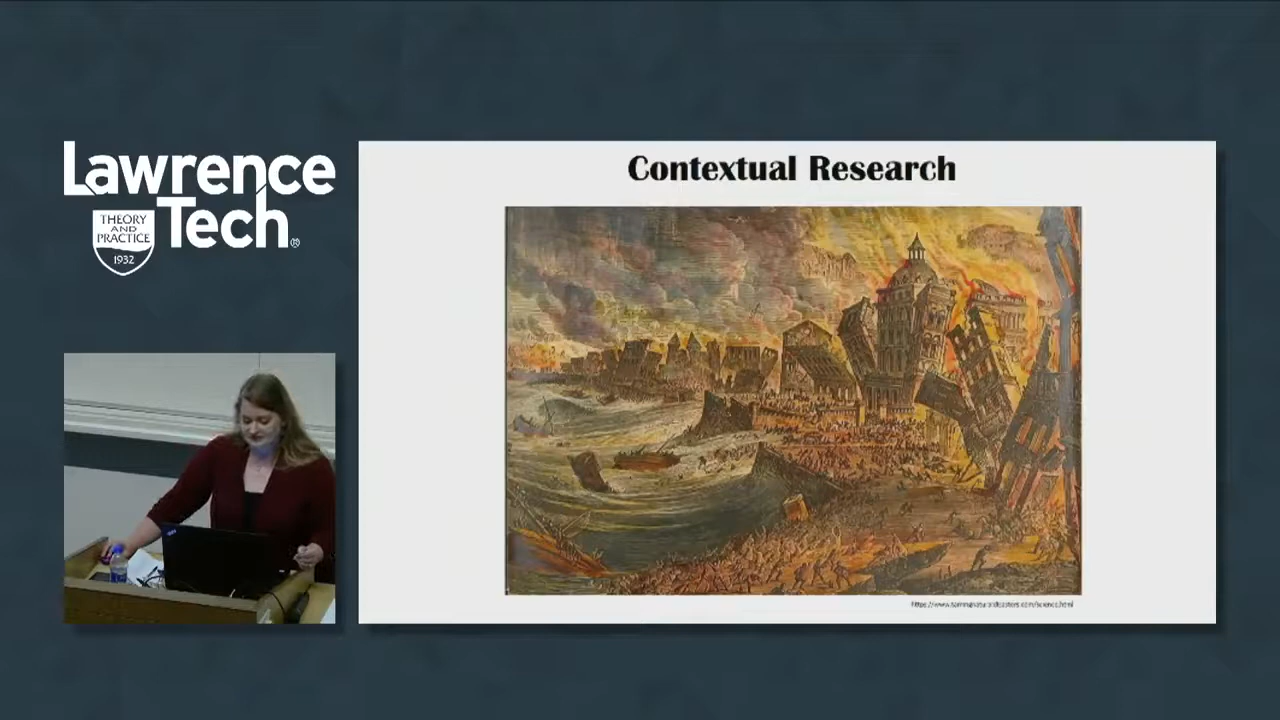 Lawrence
Tech®
THEORY
AND
PRACTICE
1932
Contextual Research